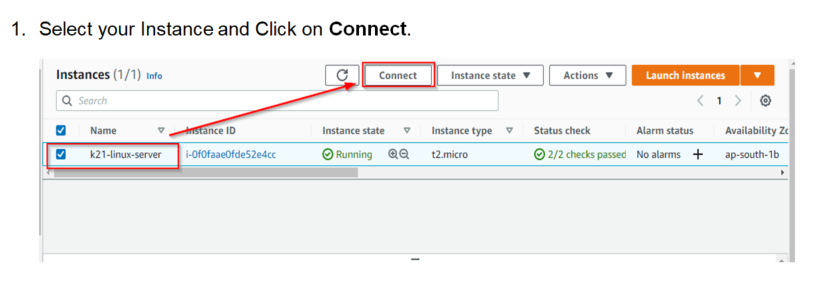 1. Select your Instance and Click on Connect.
Instances (1/1) Info Connect Instance state Actions Launch instances
Search 1
Name Instance ID Instance state Instance type Status check Alarm status Availability Zo
k21-linux-server i-0f0faae0fde52e4cc Running t2.micro 2/2 checks passed No alarms + ap-south-1b